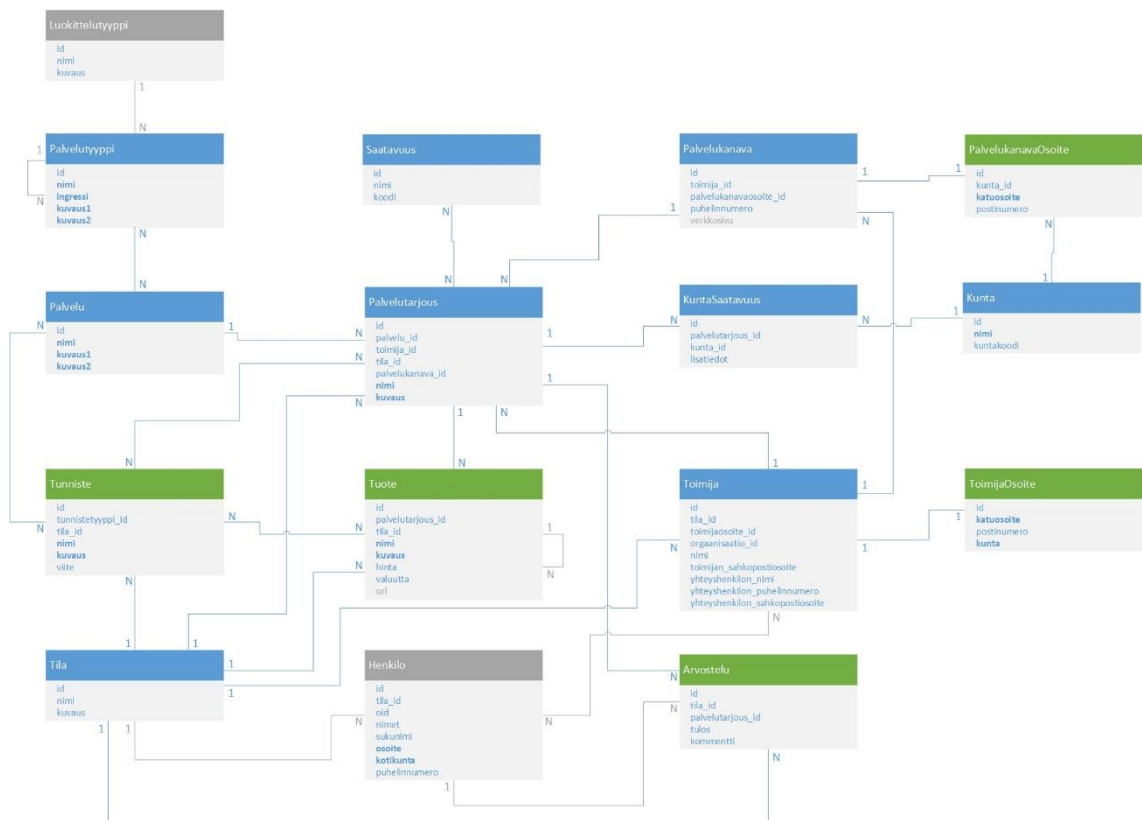 Luokittelutyyppi
id
nimi
kuvaus
1
N
Palvelutyyppi
id
nimi
ingressi
kuvaus1
kuvaus2
1
N
N
Saatavuus
id
nimi
koodi
N
Palvelukanava
id
toimija_id
palvelukanavaosoite_id
puhelinnumero
verkkosivu
1
1
N
PalvelukanavaOsoite
id
kunta_id
katuosoite
postinumero
1
N
N
Palvelu
id
nimi
kuvaus1
kuvaus2
N
1
N
Palvelutarjous
id
palvelu_id
toimija_id
tila_id
palvelukanava_id
nimi
kuvaus
N
N
N
N
N
1
1
1
N
KuntaSaatavuus
id
palvelutarjous_id
kunta_id
lisatiedot
N
N
Kunta
id
nimi
kuntakoodi
1
1
Tunniste
id
tunnistetyyppi_id
tila_id
nimi
kuvaus
viite
N
N
N
Tuote
id
palvelutarjous_id
tila_id
nimi
kuvaus
hinta
valuutta
url
N
N
N
1
N
Toimija
id
tila_id
toimijaosoite_id
orgaanisaatio_id
nimi
toimijan_sahkopostiosoite
yhteyshenkilon_nimi
yhteyshenkilon_puhelinnumero
yhteyshenkilon_sahkopostiosoite
1
1
1
N
N
ToimijaOsoite
id
katuosoite
postinumero
kunta
1
Tila
id
nimi
kuvaus
1
1
1
1
1
1
Henkilo
id
tila_id
oid
nimet
sukunimi
osoite
kotikunta
puhelinnumero
N
N
1
Arvostelu
id
tila_id
palvelutarjous_id
tulos
kommentti
N
N
N